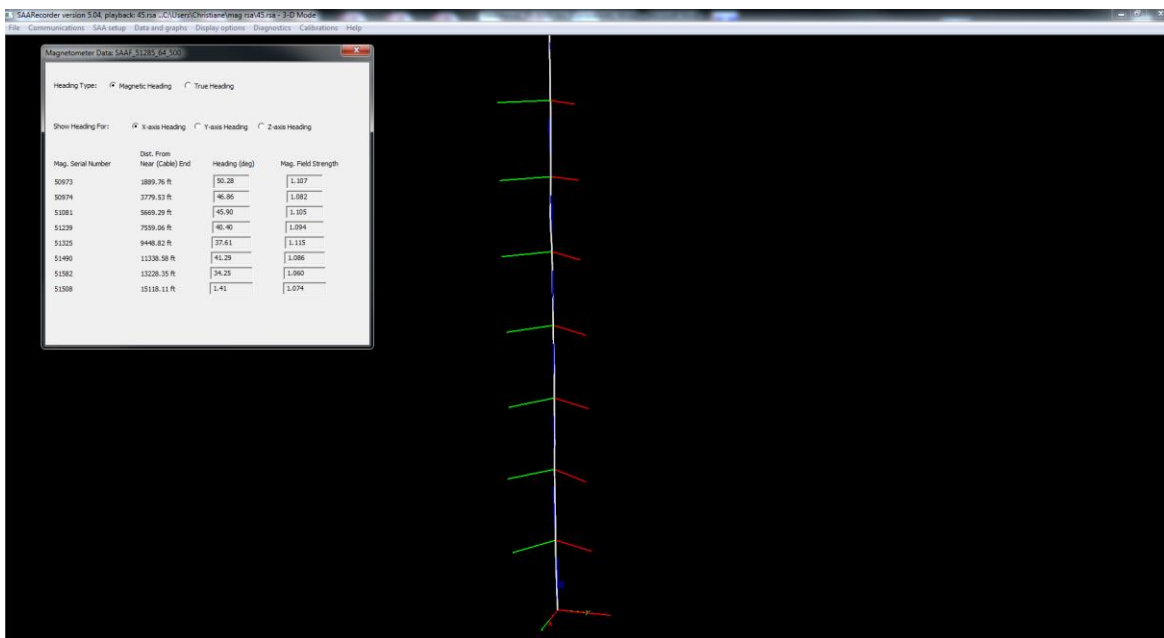 SAARecorder version 5.04, playback: 45.rsa ...C:\Users\Christiane\mag rsa\45.rsa - 3-D Mode
File Communications SAA setup Data and graphs Display options Diagnostics Calibrations Help
Magnetometer Data: SAAF_51285_64_500
Heading Type: Magnetic Heading True Heading
Show Heading For: X-axis Heading Y-axis Heading Z-axis Heading
Mag. Serial Number Dist. From Near (Cable) End Heading (deg) Mag. Field Strength
50973 1889.76 ft 50.28 1.107
50974 3779.53 ft 46.86 1.082
51081 5669.29 ft 45.90 1.105
51239 7559.06 ft 40.40 1.094
51325 9448.82 ft 37.61 1.115
51490 11338.58 ft 41.29 1.086
51582 13228.35 ft 34.25 1.060
51508 15118.11 ft 1.41 1.074